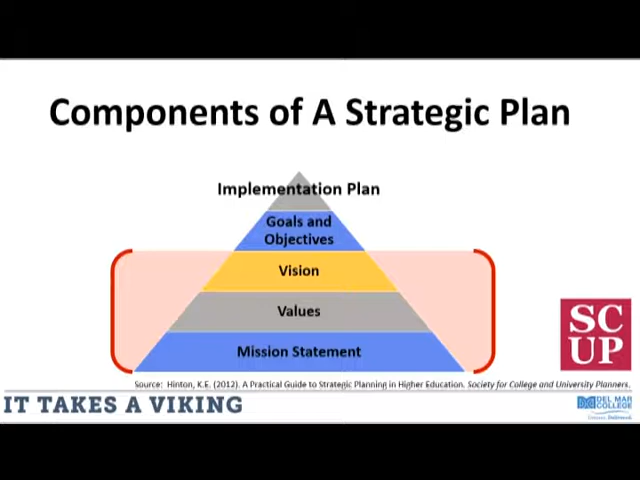 Components of A Strategic Plan
Implementation Plan
Goals and
Objectives
Vision
Values
Mission Statement
SC
UP
Source: Hinton, K.E. (2012). A Practical Guide to Strategic Planning in Higher Education. Society for College and University Planners.
IT TAKES A VIKING
DEL MAR
COLLEGE